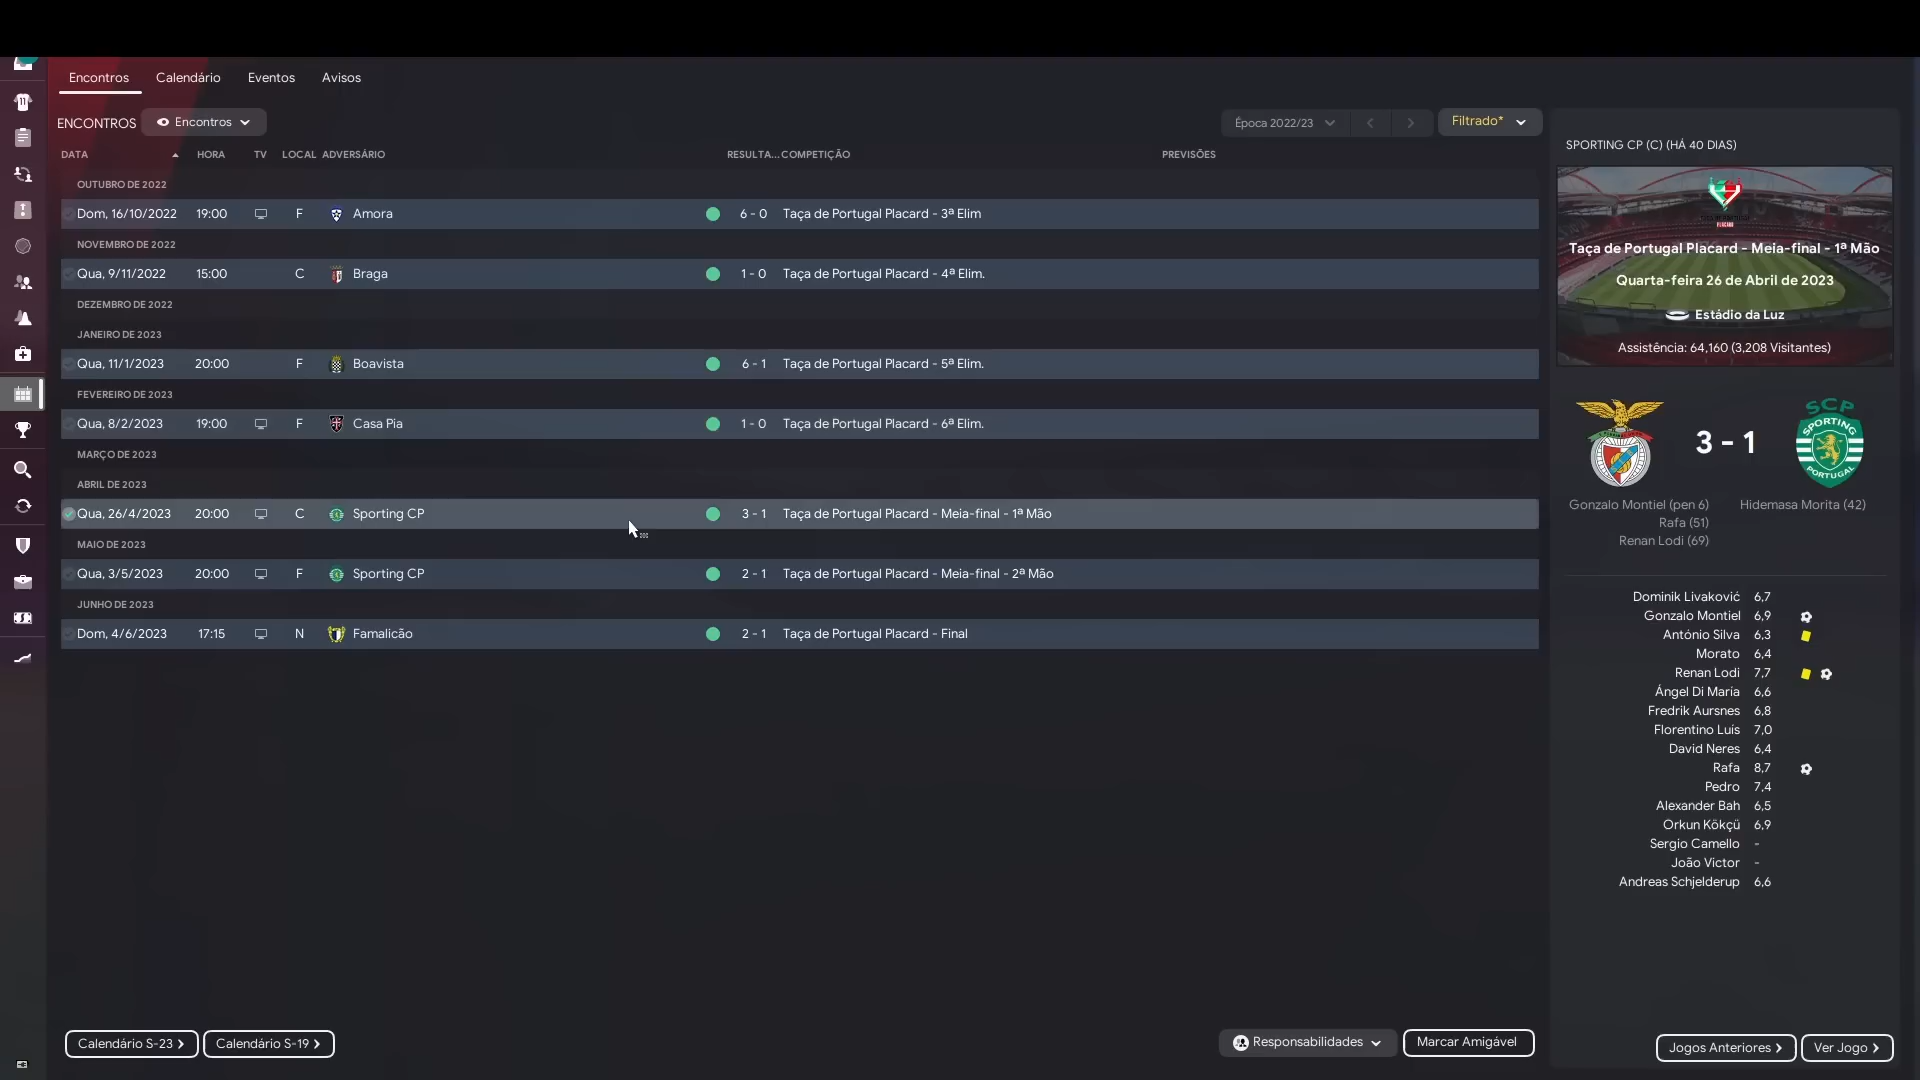 Encontros Calendário Eventos Avisos
ENCONTROS Encontros Época 2022/23 Filtrado*
DATA HORA TV LOCAL ADVERSÁRIO RESULTA... COMPETIÇÃO PREVISÕES
OUTUBRO DE 2022
Dom, 16/10/2022 19:00 F Amora 6 - 0 Taça de Portugal Placard - 3ª Elim
NOVEMBRO DE 2022
Qua, 9/11/2022 15:00 C Braga 1 - 0 Taça de Portugal Placard - 4ª Elim.
DEZEMBRO DE 2022
JANEIRO DE 2023
Qua, 11/1/2023 20:00 F Boavista 6 - 1 Taça de Portugal Placard - 5ª Elim.
FEVEREIRO DE 2023
Qua, 8/2/2023 19:00 F Casa Pia 1 - 0 Taça de Portugal Placard - 6ª Elim.
MARÇO DE 2023
ABRIL DE 2023
Qua, 26/4/2023 20:00 C Sporting CP 3 - 1 Taça de Portugal Placard - Meia-final - 1ª Mão
MAIO DE 2023
Qua, 3/5/2023 20:00 F Sporting CP 2 - 1 Taça de Portugal Placard - Meia-final - 2ª Mão
JUNHO DE 2023
Dom, 4/6/2023 17:15 N Famalicão 2 - 1 Taça de Portugal Placard - Final
Calendário S-23 Calendário S-19 Responsabilidades Marcar Amigável
SPORTING CP (C) (HÁ 40 DIAS)
Taça de Portugal Placard - Meia-final - 1ª Mão
Quarta-feira 26 de Abril de 2023
Estádio da Luz
Assistência: 64,160 (3,208 Visitantes)
SCP
SPORTING
PORTUGAL
3 - 1
Gonzalo Montiel (pen 6) Hidemasa Morita (42)
Rafa (51)
Renan Lodi (69)
Dominik Livaković 6,7
Gonzalo Montiel 6,9
António Silva 6,3
Morato 6,4
Renan Lodi 7,7
Ángel Di María 6,6
Fredrik Aursnes 6,8
Florentino Luís 7,0
David Neres 6,4
Rafa 8,7
Pedro 7,4
Alexander Bah 6,5
Orkun Kökçü 6,9
Sergio Camello -
João Victor -
Andreas Schjelderup 6,6
Jogos Anteriores Ver Jogo